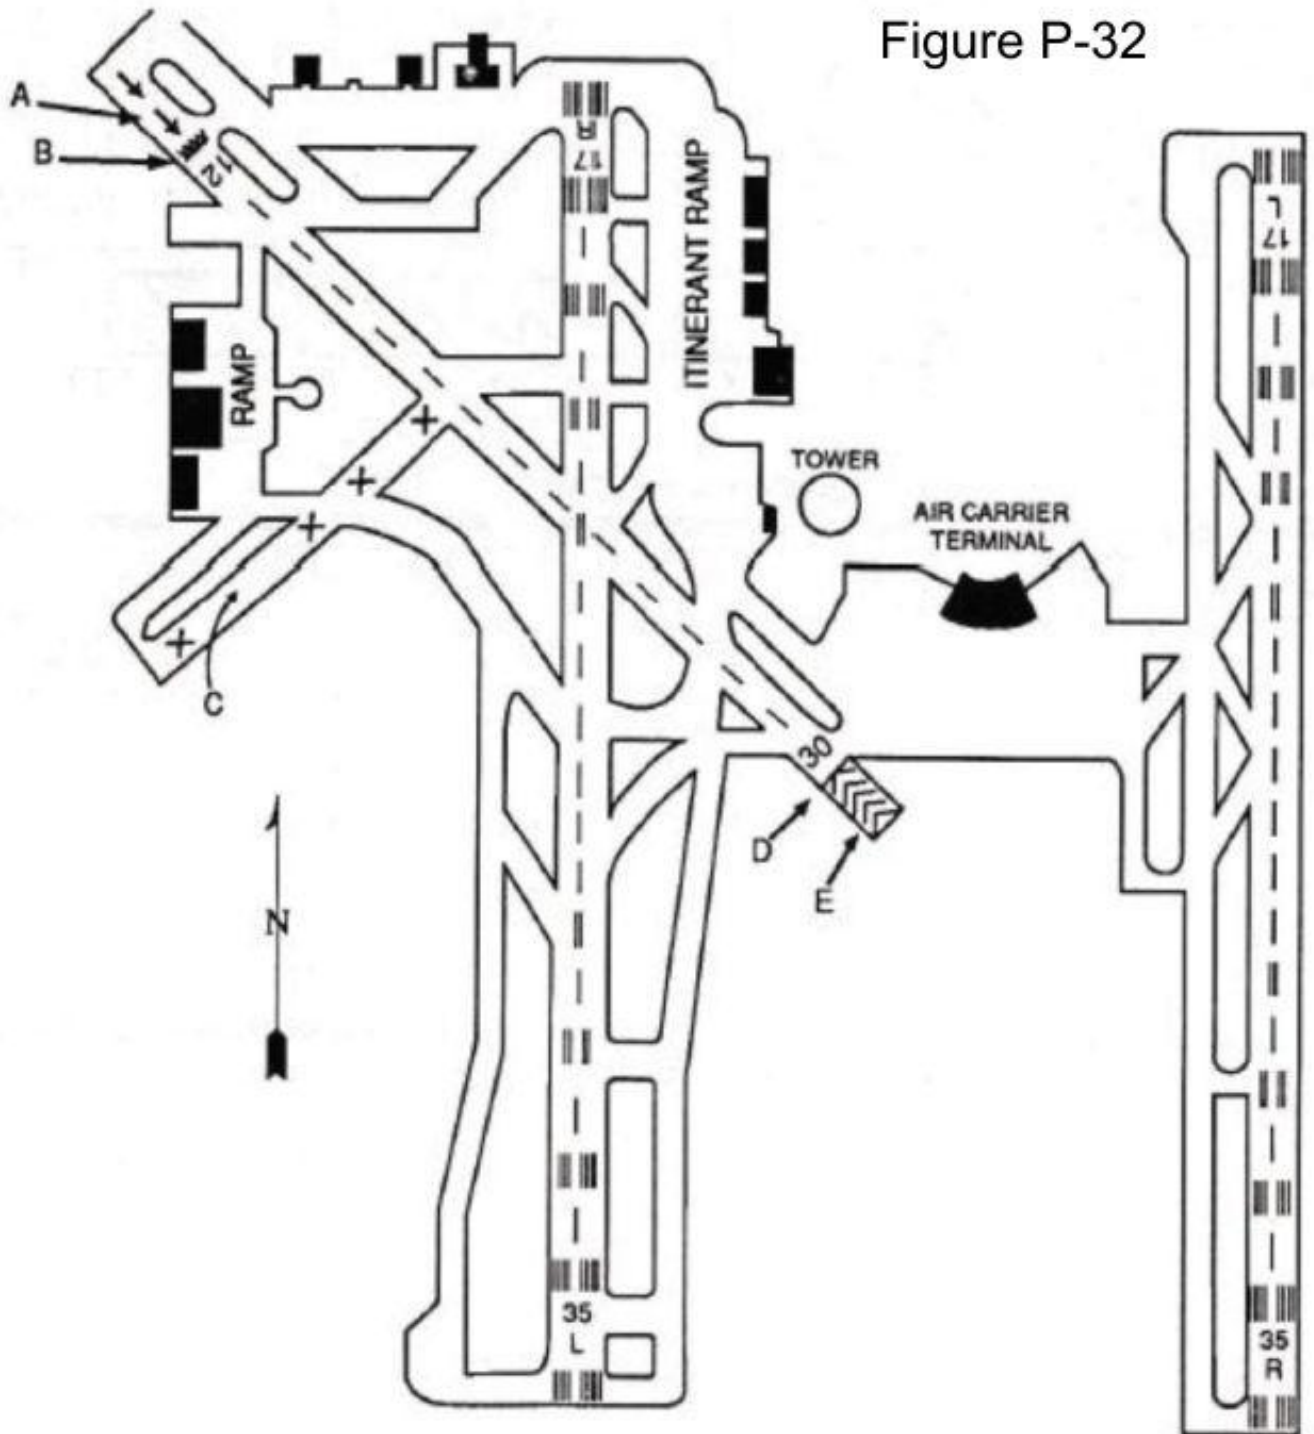 Figure P-32
A
B
12
R
17
ITINERANT RAMP
L
17
RAMP
TOWER
AIR CARRIER
TERMINAL
C
30
D
E
N
35
L
35
R